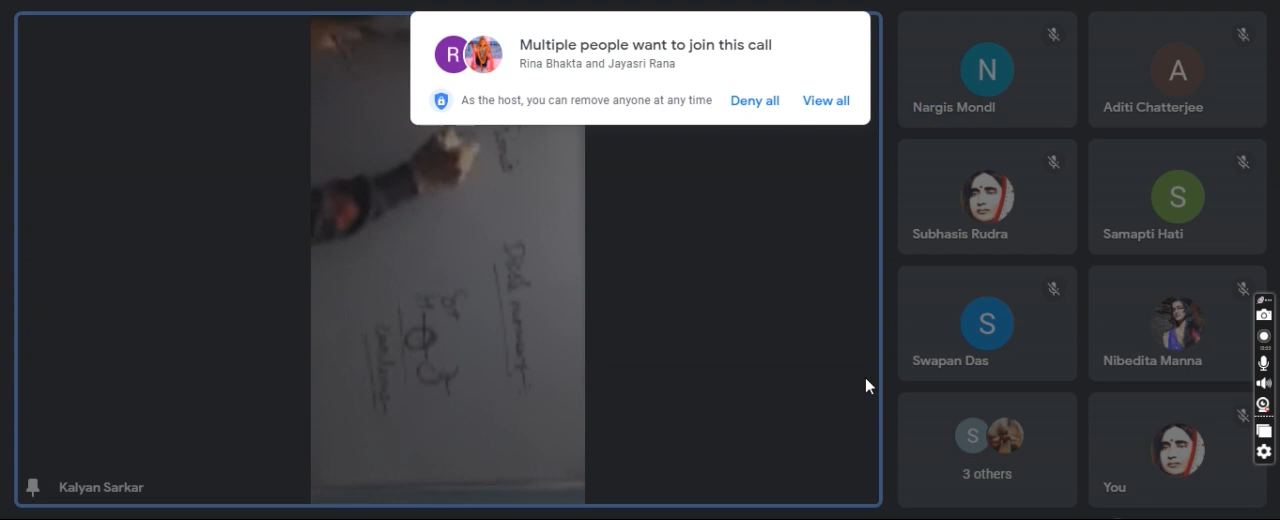 R
Multiple people want to join this call
Rina Bhakta and Jayasri Rana
As the host, you can remove anyone at any time
Deny all
View all
N
Nargis Mondl
A
Aditi Chatterjee
Subhasis Rudra
S
Samapti Hati
S
Swapan Das
Nibedita Manna
S
3 others
You
Kalyan Sarkar